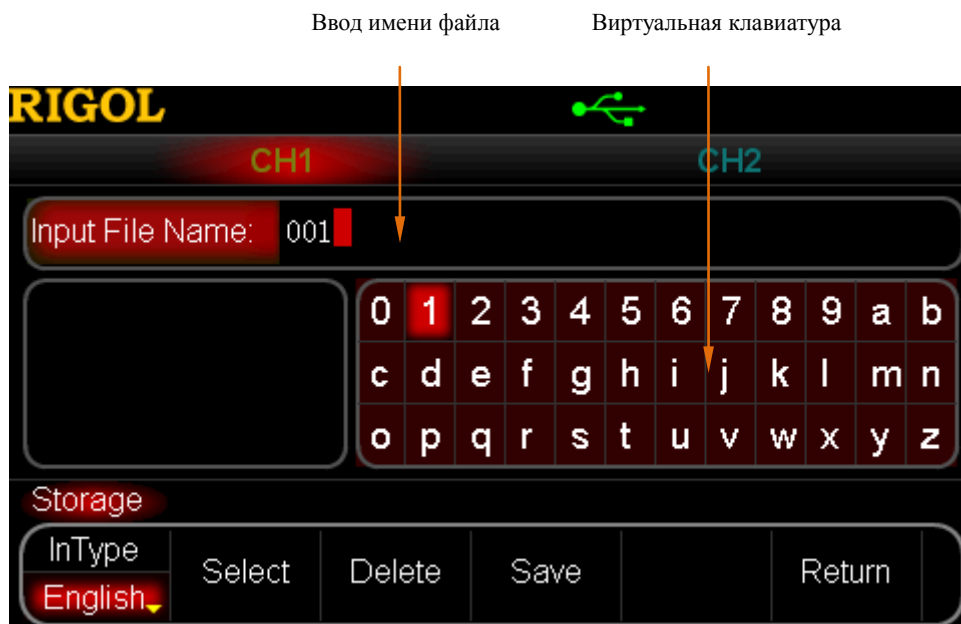 Ввод имени файла Виртуальная клавиатура
RIGOL
CH1 CH2
Input File Name: 001
0 1 2 3 4 5 6 7 8 9 a b
c d e f g h i j k l m n
o p q r s t u v w x y z
Storage
InType
English
Select Delete Save Return